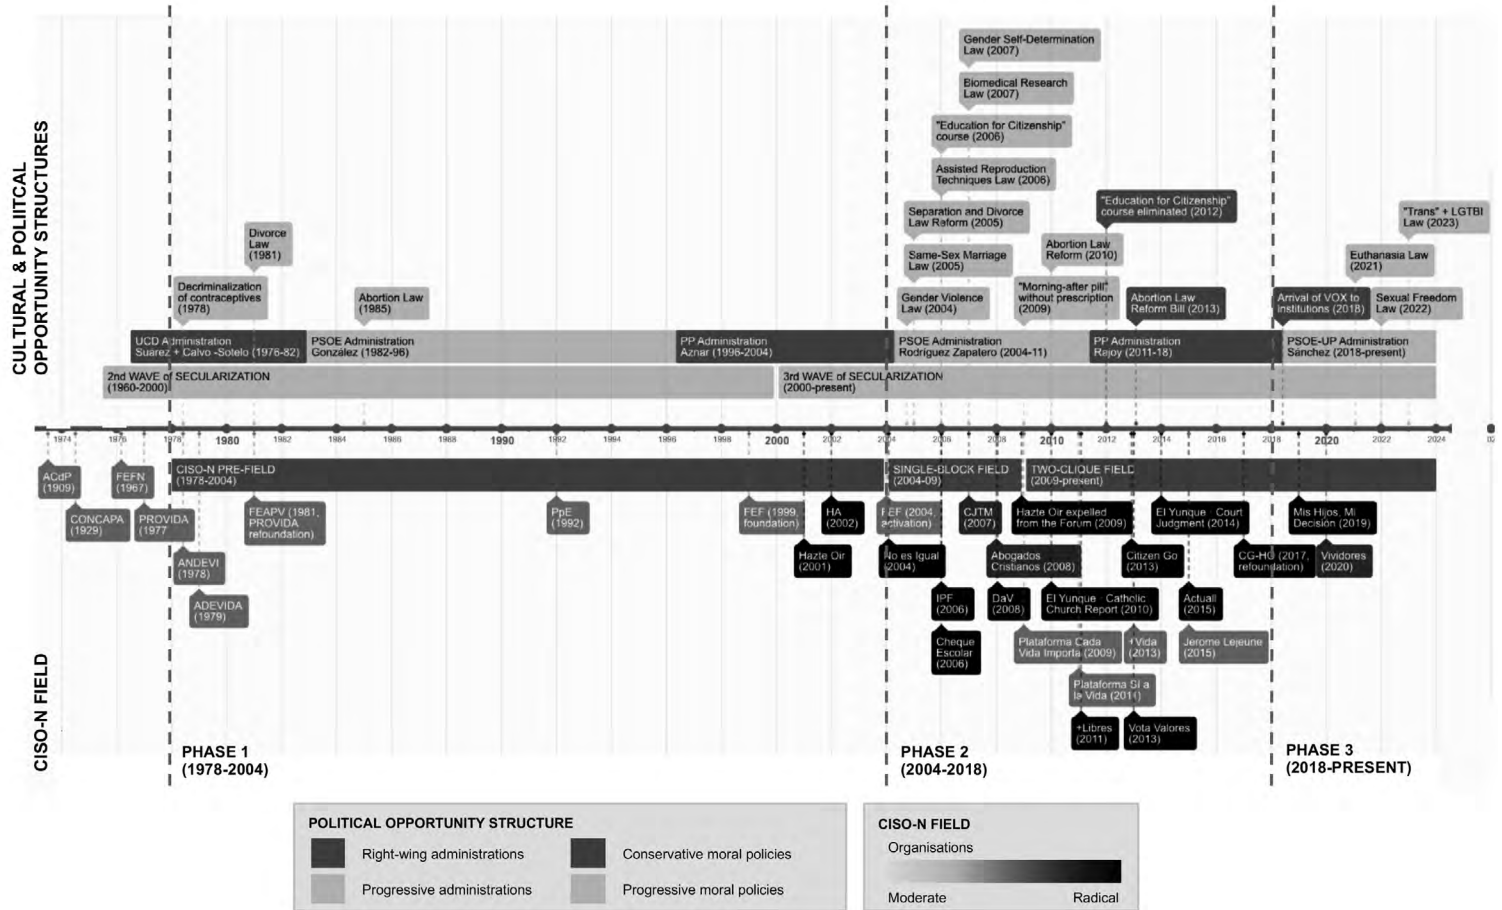 CULTURAL & POLIITCAL
OPPORTUNITY STRUCTURES
Gender Self-Determination
Law (2007)
Biomedical Research
Law (2007)
"Education for Citizenship"
course (2006)
Assisted Reproduction
Techniques Law (2006)
"Education for Citizenship"
course eliminated (2012)
Separation and Divorce
Law Reform (2005)
"Trans" + LGTBI
Law (2023)
Divorce
Law
(1981)
Same-Sex Marriage
Law (2005)
Abortion Law
Reform (2010)
Euthanasia Law
(2021)
Decriminalization
of contraceptives
(1978)
Abortion Law
(1985)
Gender Violence
Law (2004)
"Morning-after pill"
without prescription
(2009)
Abortion Law
Reform Bill (2013)
Arrival of VOX to
institutions (2018)
Sexual Freedom
Law (2022)
UCD Administration
Suárez + Calvo -Sotelo (1976-82)
PSOE Administration
González (1982-96)
PP Administration
Aznar (1996-2004)
PSOE Administration
Rodríguez Zapatero (2004-11)
PP Administration
Rajoy (2011-18)
PSOE-UP Administration
Sánchez (2018-present)
2nd WAVE of SECULARIZATION
(1960-2000)
3rd WAVE of SECULARIZATION
(2000-present)
1974 1976 1978 1980 1982 1984 1986 1988 1990 1992 1994 1996 1998 2000 2002 2004 2006 2008 2010 2012 2014 2016 2018 2020 2022 2024 02
CISO-N FIELD
CISO-N PRE-FIELD
(1978-2004)
SINGLE-BLOCK FIELD
(2004-09)
TWO-CLIQUE FIELD
(2009-present)
ACdP
(1909)
FEFN
(1967)
CONCAPA
(1929)
PROVIDA
(1977
FEAPV (1981,
PROVIDA
refoundation)
PpE
(1992)
FEF (1999,
foundation)
HA
(2002)
FEF (2004,
activation)
CJTM
(2007)
Hazte Oir expelled
from the Forum (2009)
El Yunque - Court
Judgment (2014)
Mis Hijos, Mi
Decisión (2019)
ANDEVI
(1978)
Hazte Oir
(2001)
No es Igual
(2004)
Abogados
Cristianos (2008)
Citizen Go
(2013)
CG-HO (2017,
refoundation)
Vividores
(2020)
ADEVIDA
(1979)
IPF
(2006)
DaV
(2008)
El Yunque - Catholic
Church Report (2010)
Actuall
(2015)
Cheque
Escolar
(2006)
Plataforma Cada
Vida Importa (2009)
+Vida
(2013)
Jerome Lejeune
(2015)
Plataforma Sí a
la Vida (2011)
+Libres
(2011)
Vota Valores
(2013)
PHASE 1
(1978-2004)
PHASE 2
(2004-2018)
PHASE 3
(2018-PRESENT)
POLITICAL OPPORTUNITY STRUCTURE
Right-wing administrations
Conservative moral policies
Progressive administrations
Progressive moral policies
CISO-N FIELD
Organisations
Moderate
Radical